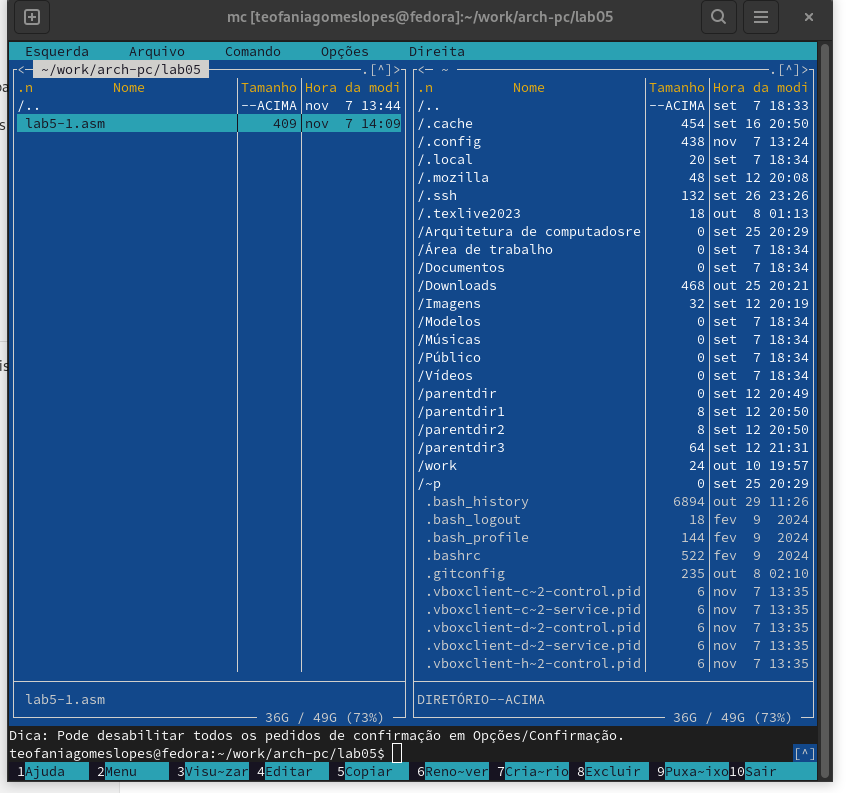 mc [teofaniagomeslopes@fedora]:~/work/arch-pc/lab05
Esquerda Arquivo Comando Opções Direita
<─ ~/work/arch-pc/lab05 .[^]>
.n Nome Tamanho Hora da modi
/.. --ACIMA nov 7 13:44
lab5-1.asm 409 nov 7 14:09
lab5-1.asm
36G / 49G (73%)
<─ ~ .[^]>
.n Nome Tamanho Hora da modi
/.. --ACIMA set 7 18:33
/.cache 454 set 16 20:50
/.config 438 nov 7 13:24
/.local 20 set 7 18:34
/.mozilla 48 set 12 20:08
/.ssh 132 set 26 23:26
/.texlive2023 18 out 8 01:13
/Arquitetura de computadosre 0 set 25 20:29
/Área de trabalho 0 set 7 18:34
/Documentos 0 set 7 18:34
/Downloads 468 out 25 20:21
/Imagens 32 set 12 20:19
/Modelos 0 set 7 18:34
/Músicas 0 set 7 18:34
/Público 0 set 7 18:34
/Vídeos 0 set 7 18:34
/parentdir 0 set 12 20:49
/parentdir1 8 set 12 20:50
/parentdir2 8 set 12 20:50
/parentdir3 64 set 12 21:31
/work 24 out 10 19:57
/~p 0 set 25 20:29
.bash_history 6894 out 29 11:26
.bash_logout 18 fev 9 2024
.bash_profile 144 fev 9 2024
.bashrc 522 fev 9 2024
.gitconfig 235 out 8 02:10
.vboxclient-c~2-control.pid 6 nov 7 13:35
.vboxclient-c~2-service.pid 6 nov 7 13:35
.vboxclient-d~2-control.pid 6 nov 7 13:35
.vboxclient-d~2-service.pid 6 nov 7 13:35
.vboxclient-h~2-control.pid 6 nov 7 13:35
DIRETÓRIO--ACIMA
36G / 49G (73%)
Dica: Pode desabilitar todos os pedidos de confirmação em Opções/Confirmação.
teofaniagomeslopes@fedora:~/work/arch-pc/lab05$ [^]
1Ajuda 2Menu 3Visu~zar 4Editar 5Copiar 6Reno~ver 7Cria~rio 8Excluir 9Puxa~ixo 10Sair